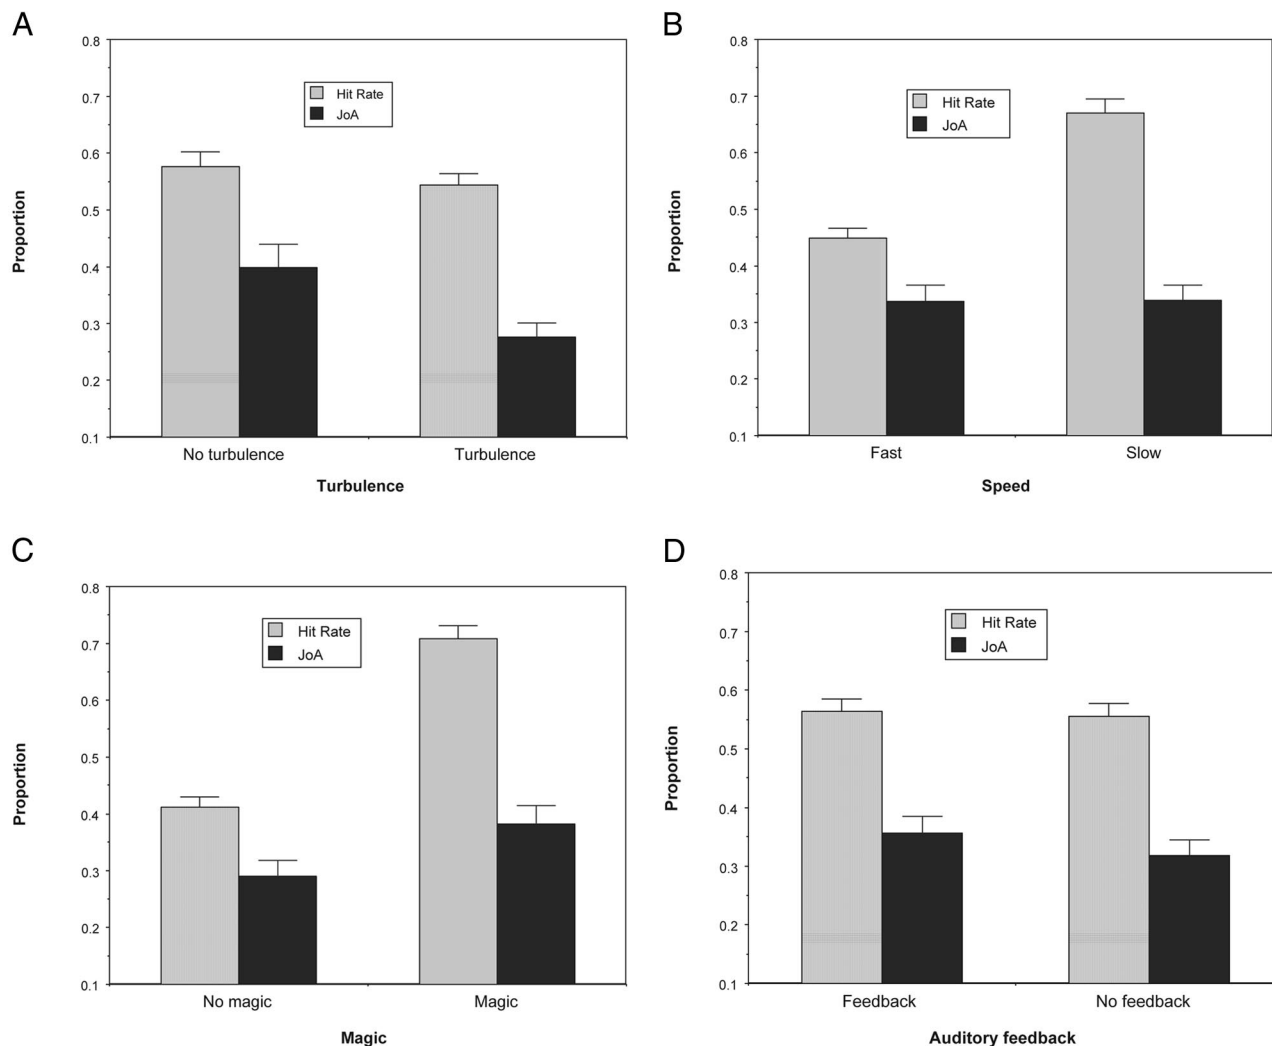 A
0.8
0.7
0.6
0.5
0.4
0.3
0.2
0.1
Proportion
Hit Rate
JoA
No turbulence Turbulence
Turbulence
B
0.8
0.7
0.6
0.5
0.4
0.3
0.2
0.1
Proportion
Hit Rate
JoA
Fast Slow
Speed
C
0.8
0.7
0.6
0.5
0.4
0.3
0.2
0.1
Proportion
Hit Rate
JoA
No magic Magic
Magic
D
0.8
0.7
0.6
0.5
0.4
0.3
0.2
0.1
Proportion
Hit Rate
JoA
Feedback No feedback
Auditory feedback